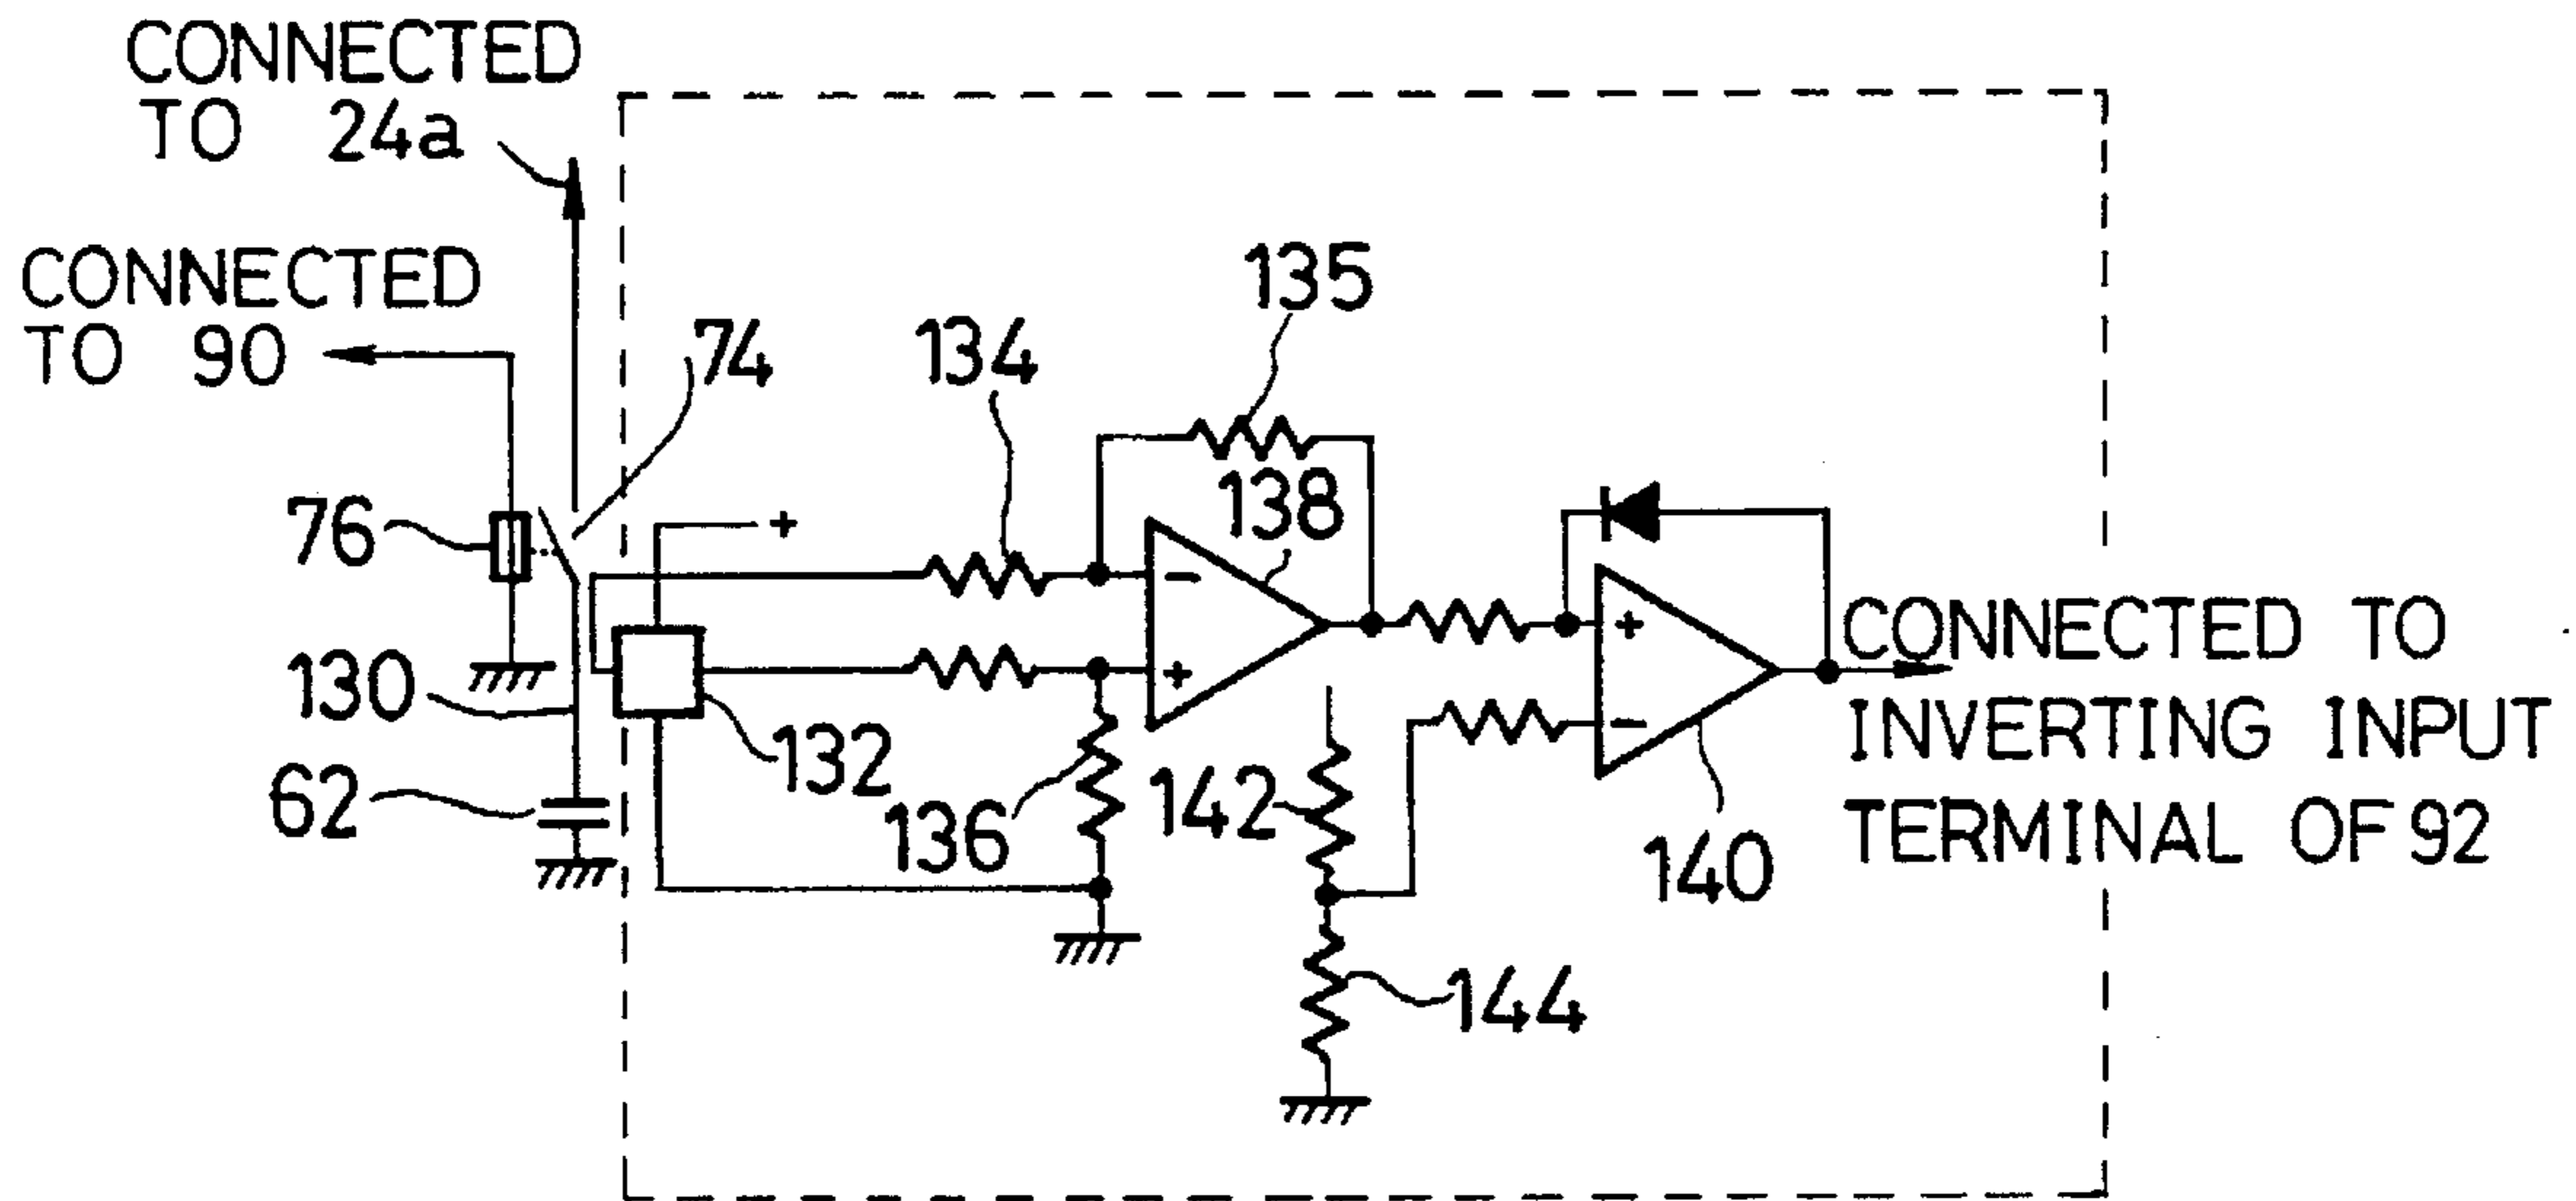 CONNECTED
TO 24a
CONNECTED
TO 90
74
134
135
138
76
+
−
+
+
−
130
132
62
136
142
140
144
CONNECTED TO
INVERTING INPUT
TERMINAL OF 92